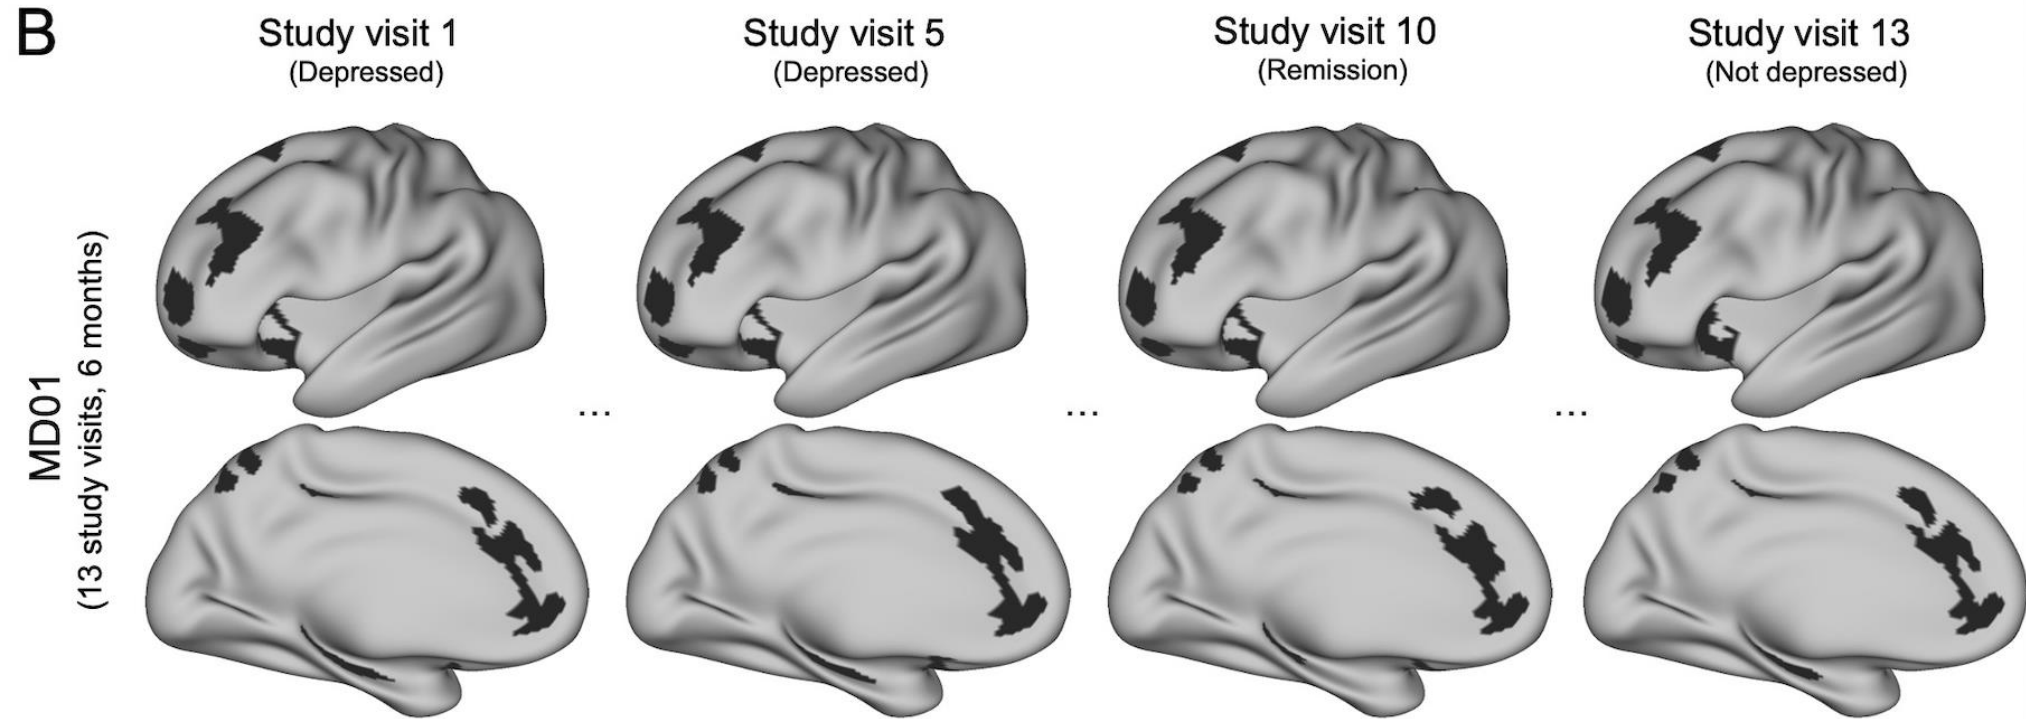 B
Study visit 1
(Depressed)
Study visit 5
(Depressed)
Study visit 10
(Remission)
Study visit 13
(Not depressed)
MD01
(13 study visits, 6 months)
...
...
...